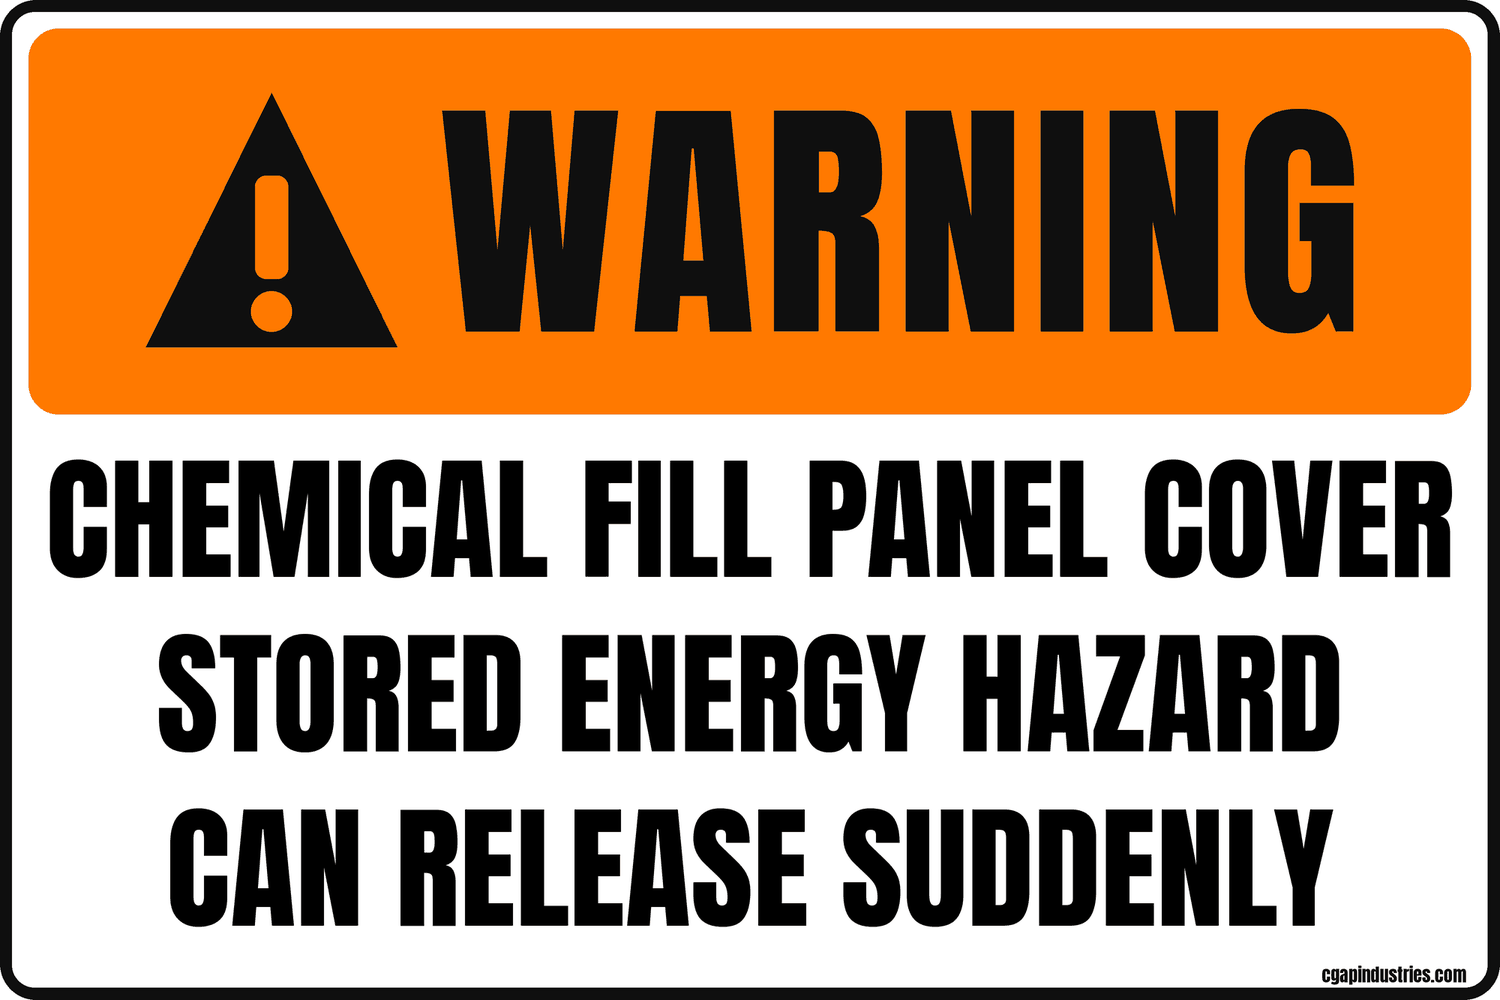 WARNING
CHEMICAL FILL PANEL COVER
STORED ENERGY HAZARD
CAN RELEASE SUDDENLY
cgapindustries.com